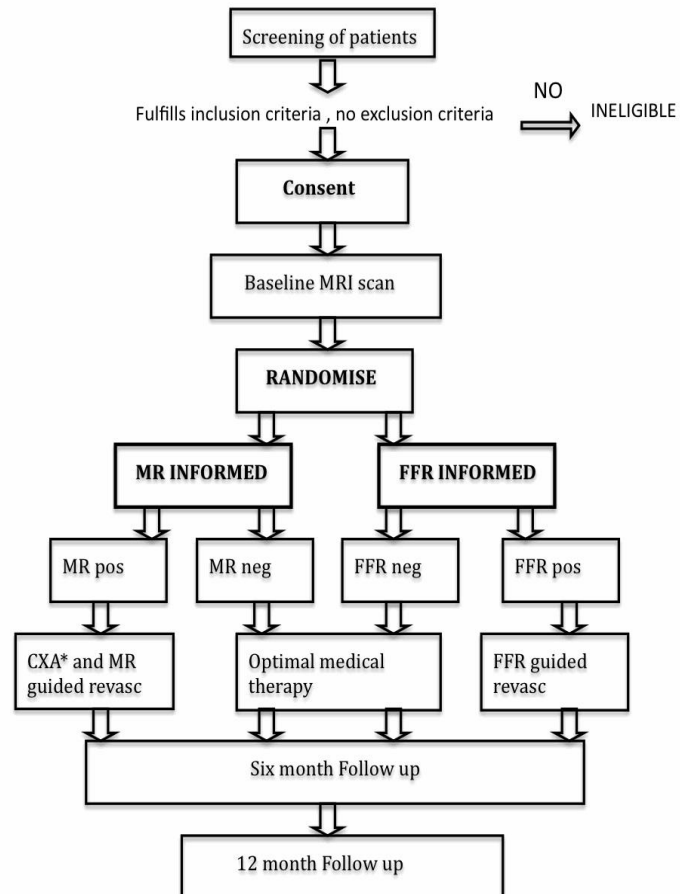 Screening of patients
Fulfills inclusion criteria , no exclusion criteria
NO
INELIGIBLE
Consent
Baseline MRI scan
RANDOMISE
MR INFORMED
FFR INFORMED
MR pos
MR neg
FFR neg
FFR pos
CXA* and MR
guided revasc
Optimal medical
therapy
FFR guided
revasc
Six month Follow up
12 month Follow up